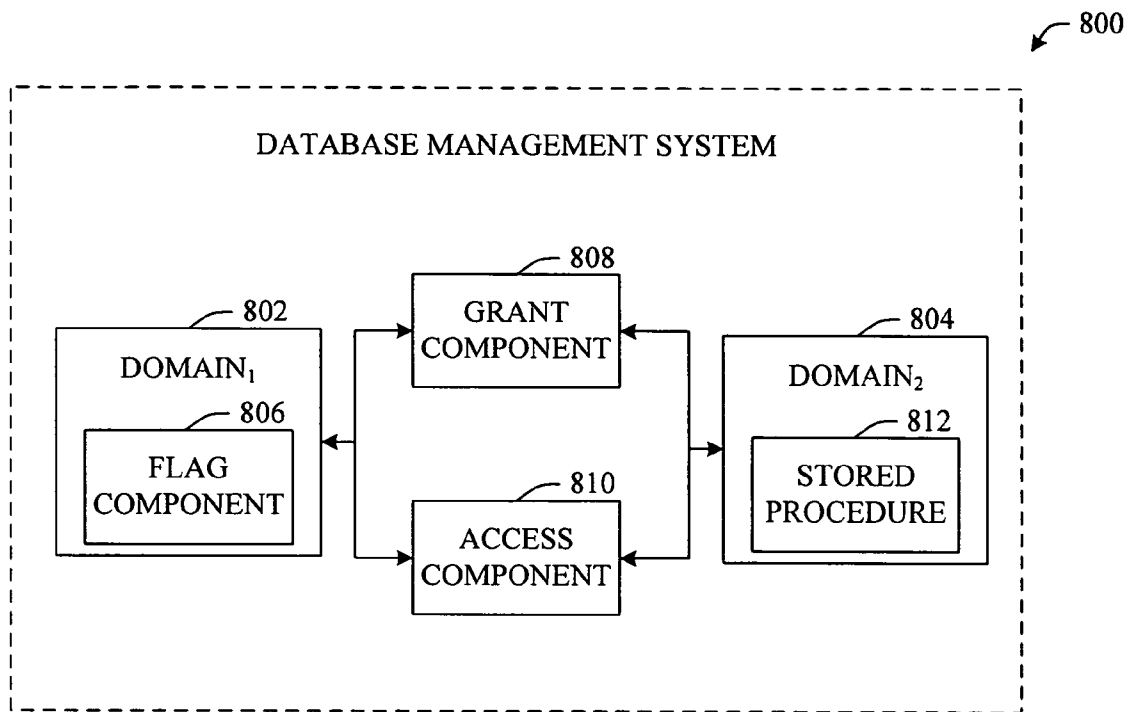 800
DATABASE MANAGEMENT SYSTEM
808
GRANT
COMPONENT
802
DOMAIN₁
806
FLAG
COMPONENT
810
ACCESS
COMPONENT
804
DOMAIN₂
812
STORED
PROCEDURE